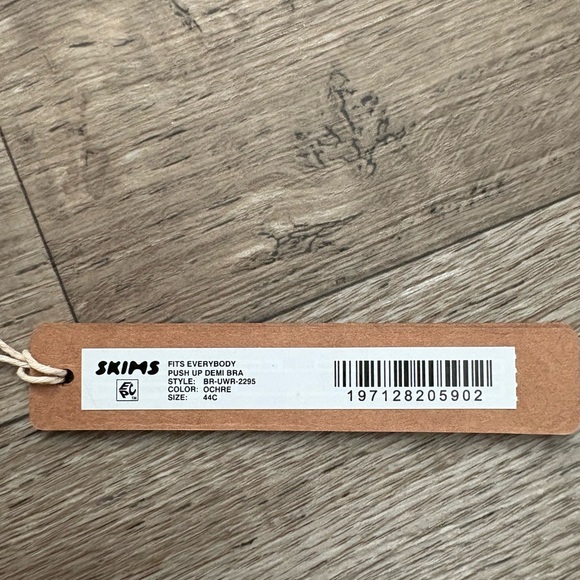 SKIMS
FITS EVERYBODY
PUSH UP DEMI BRA
STYLE: BR-UWR-2295
COLOR: OCHRE
SIZE: 44C
197128205902